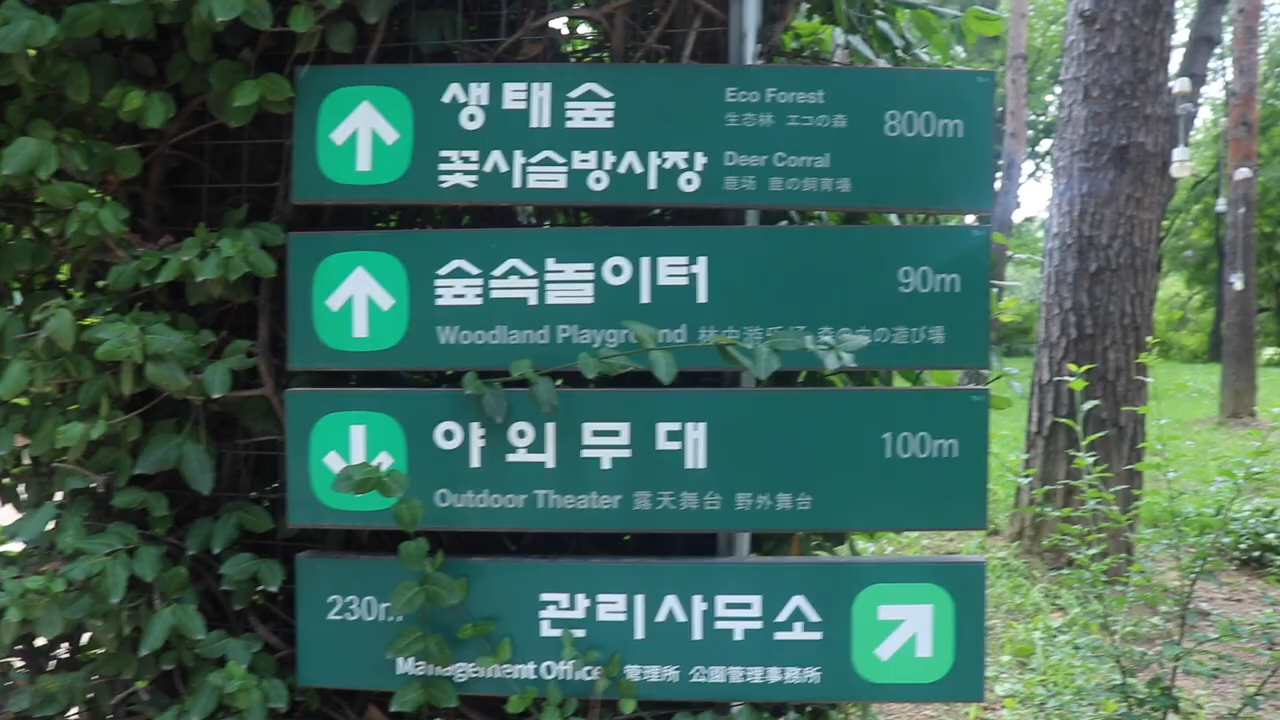 생태숲 Eco Forest 800m
生态林 エコの森
꽃사슴방사장 Deer Corral
鹿场 鹿の飼育場
숲속놀이터 90m
Woodland Playground 林中游乐场 森の中の遊び場
야외무대 100m
Outdoor Theater 露天舞台 野外舞台
230m 관리사무소
Management Office 管理所 公園管理事務所